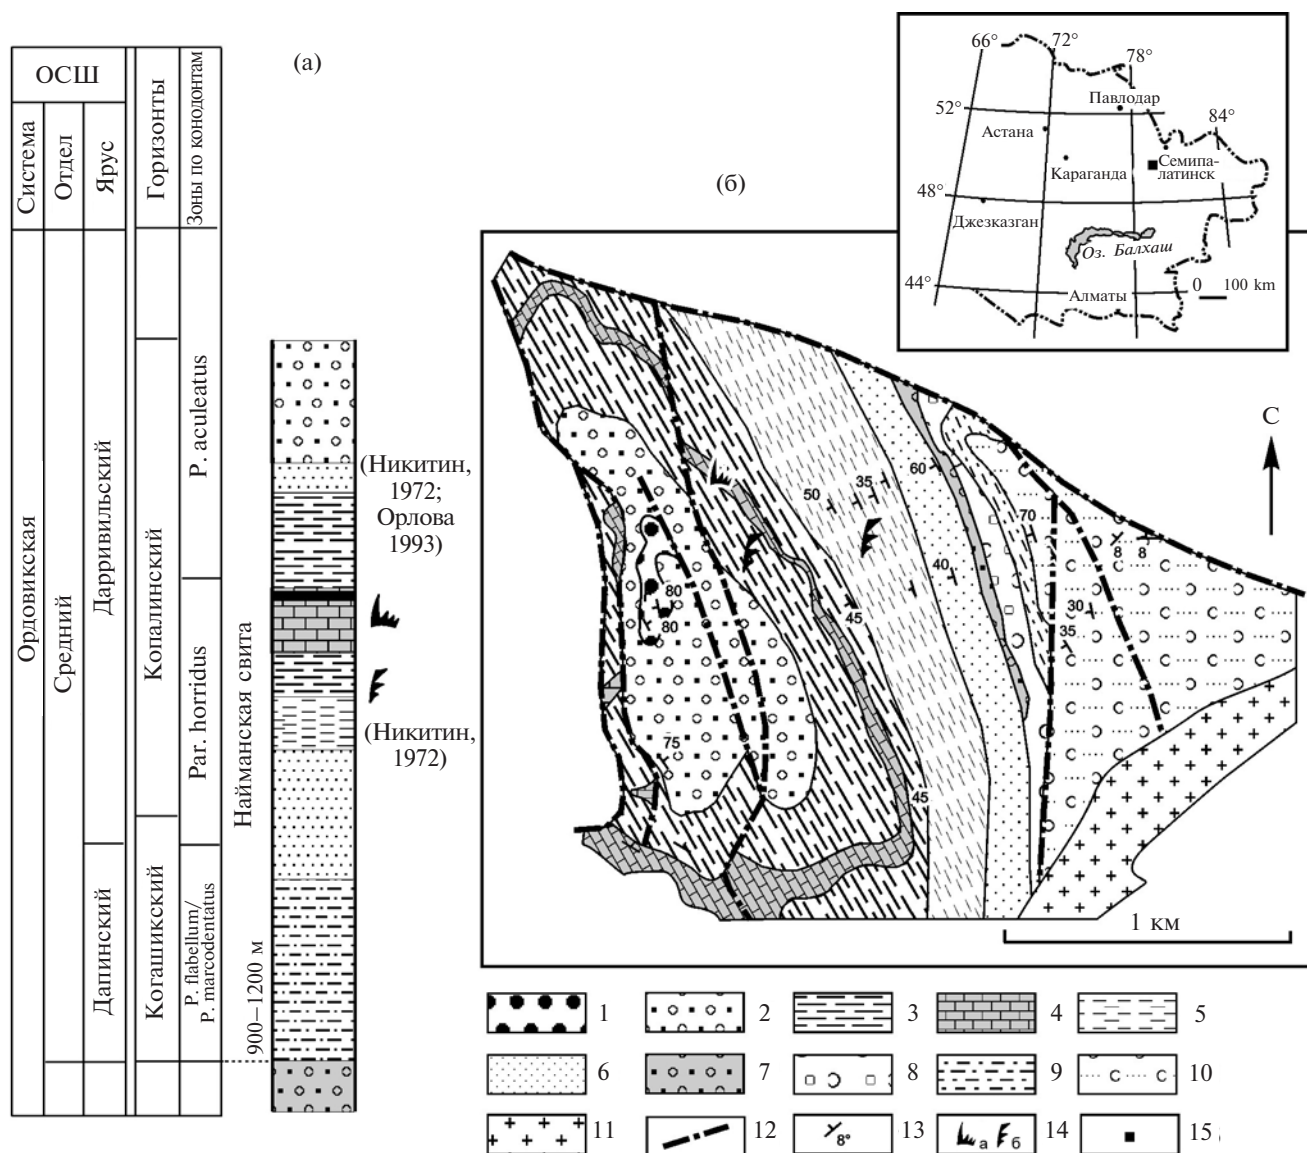 (а)
ОСШ
Система
Отдел
Ярус
Горизонты
Зоны по конодонтам
Ордовикская
Средний
Дарривильский
Дапинский
Копалинский
Когашикский
P. aculeatus
Par. horridus
P. flabellum/
P. marcodentatus
Найманская свита
900–1200 м
(Никитин,
1972;
Орлова
1993)
(Никитин,
1972)
(б)
66°
72°
78°
84°
52°
48°
44°
Павлодар
Астана
Семипа-
латинск
Караганда
Джезказган
Оз. Балхаш
Алматы
0 100 км
С
60
50
35
70
8
8
40
80
80
45
30
35
75
45
1 км
1
2
3
4
5
6
7
8
9
10
11
12
8°
13
а
б
14
15